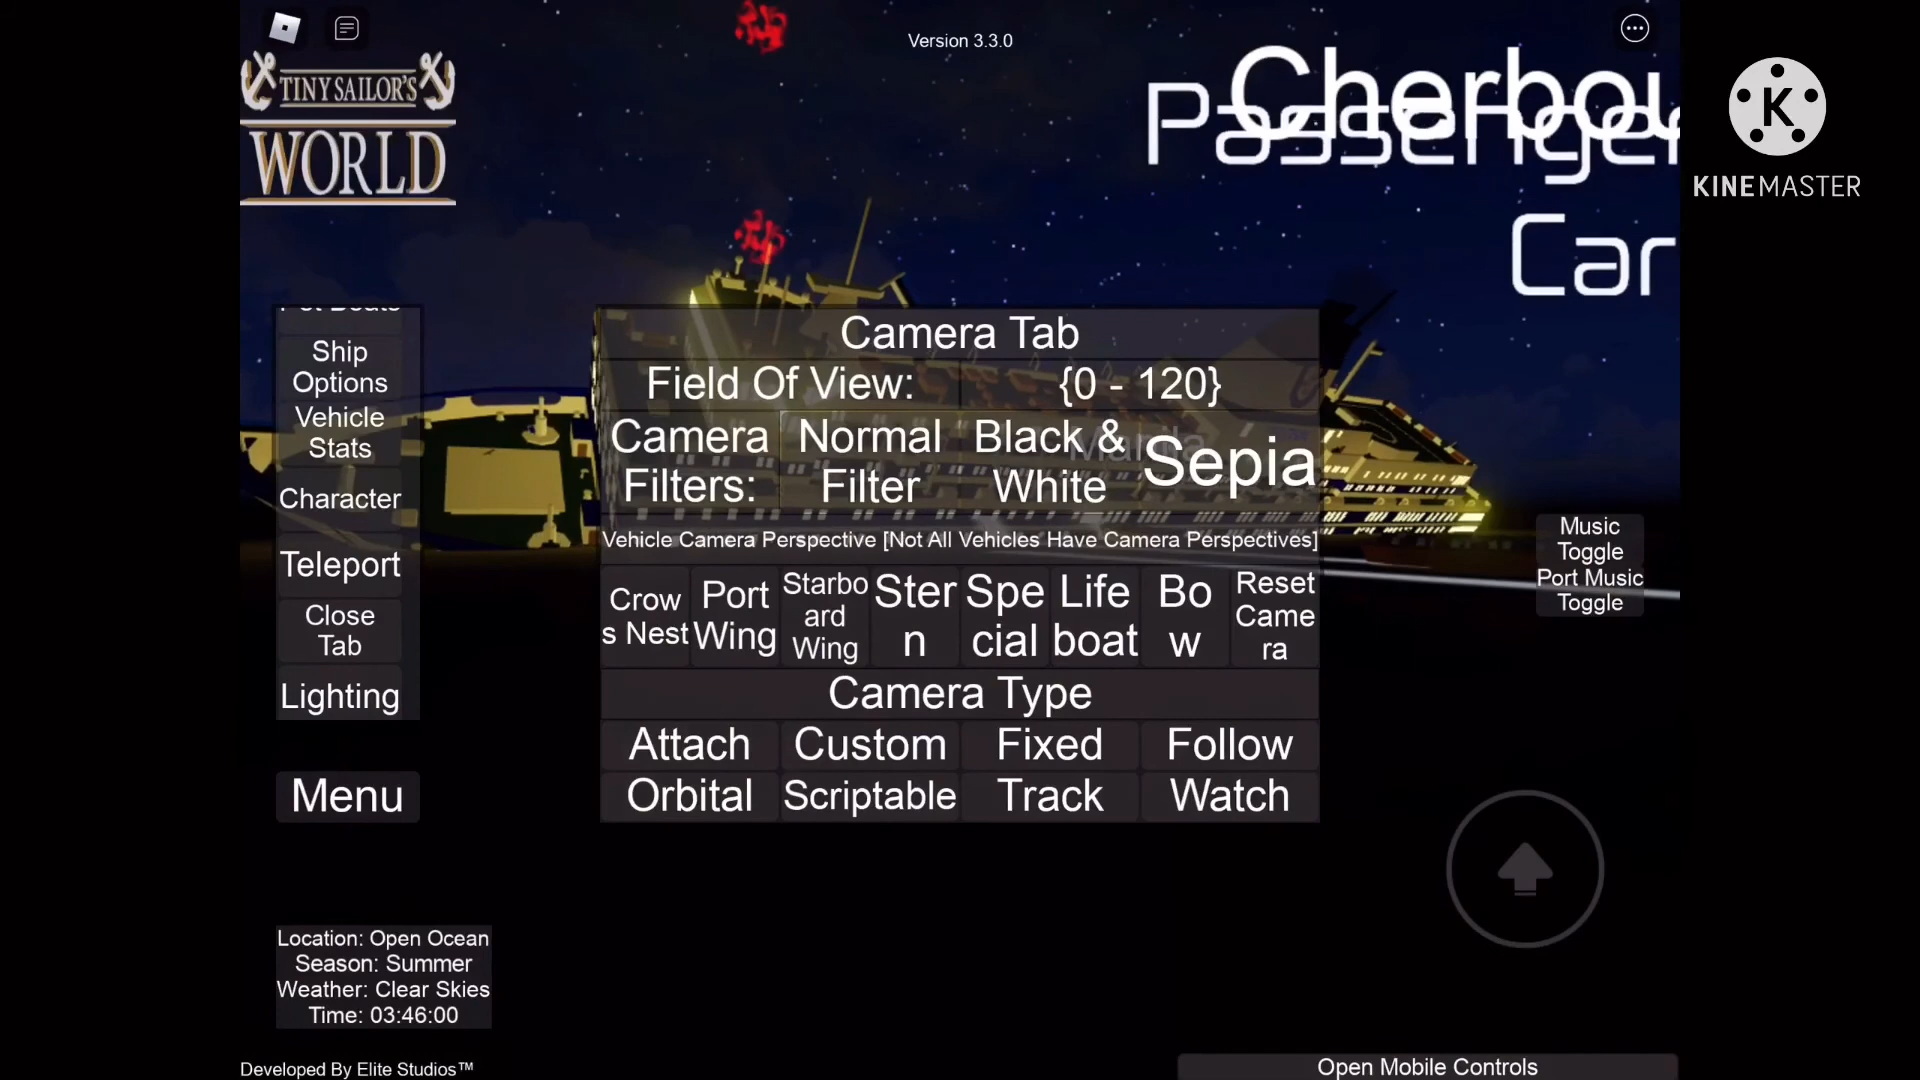 Version 3.3.0
TINY SAILOR'S
WORLD
Passenger
Car
K
KINEMASTER
Ship
Options
Vehicle
Stats
Character
Teleport
Close
Tab
Lighting
Menu
Camera Tab
Field Of View:
{0 - 120}
Camera
Filters:
Normal
Filter
Black &
White
Sepia
Manila
Vehicle Camera Perspective [Not All Vehicles Have Camera Perspectives]
Crow
s Nest
Port
Wing
Starbo
ard
Wing
Ster
n
Spe
cial
Life
boat
Bo
w
Reset
Came
ra
Camera Type
Attach
Custom
Fixed
Follow
Orbital
Scriptable
Track
Watch
Music
Toggle
Port Music
Toggle
Location: Open Ocean
Season: Summer
Weather: Clear Skies
Time: 03:46:00
Developed By Elite Studios™
Open Mobile Controls